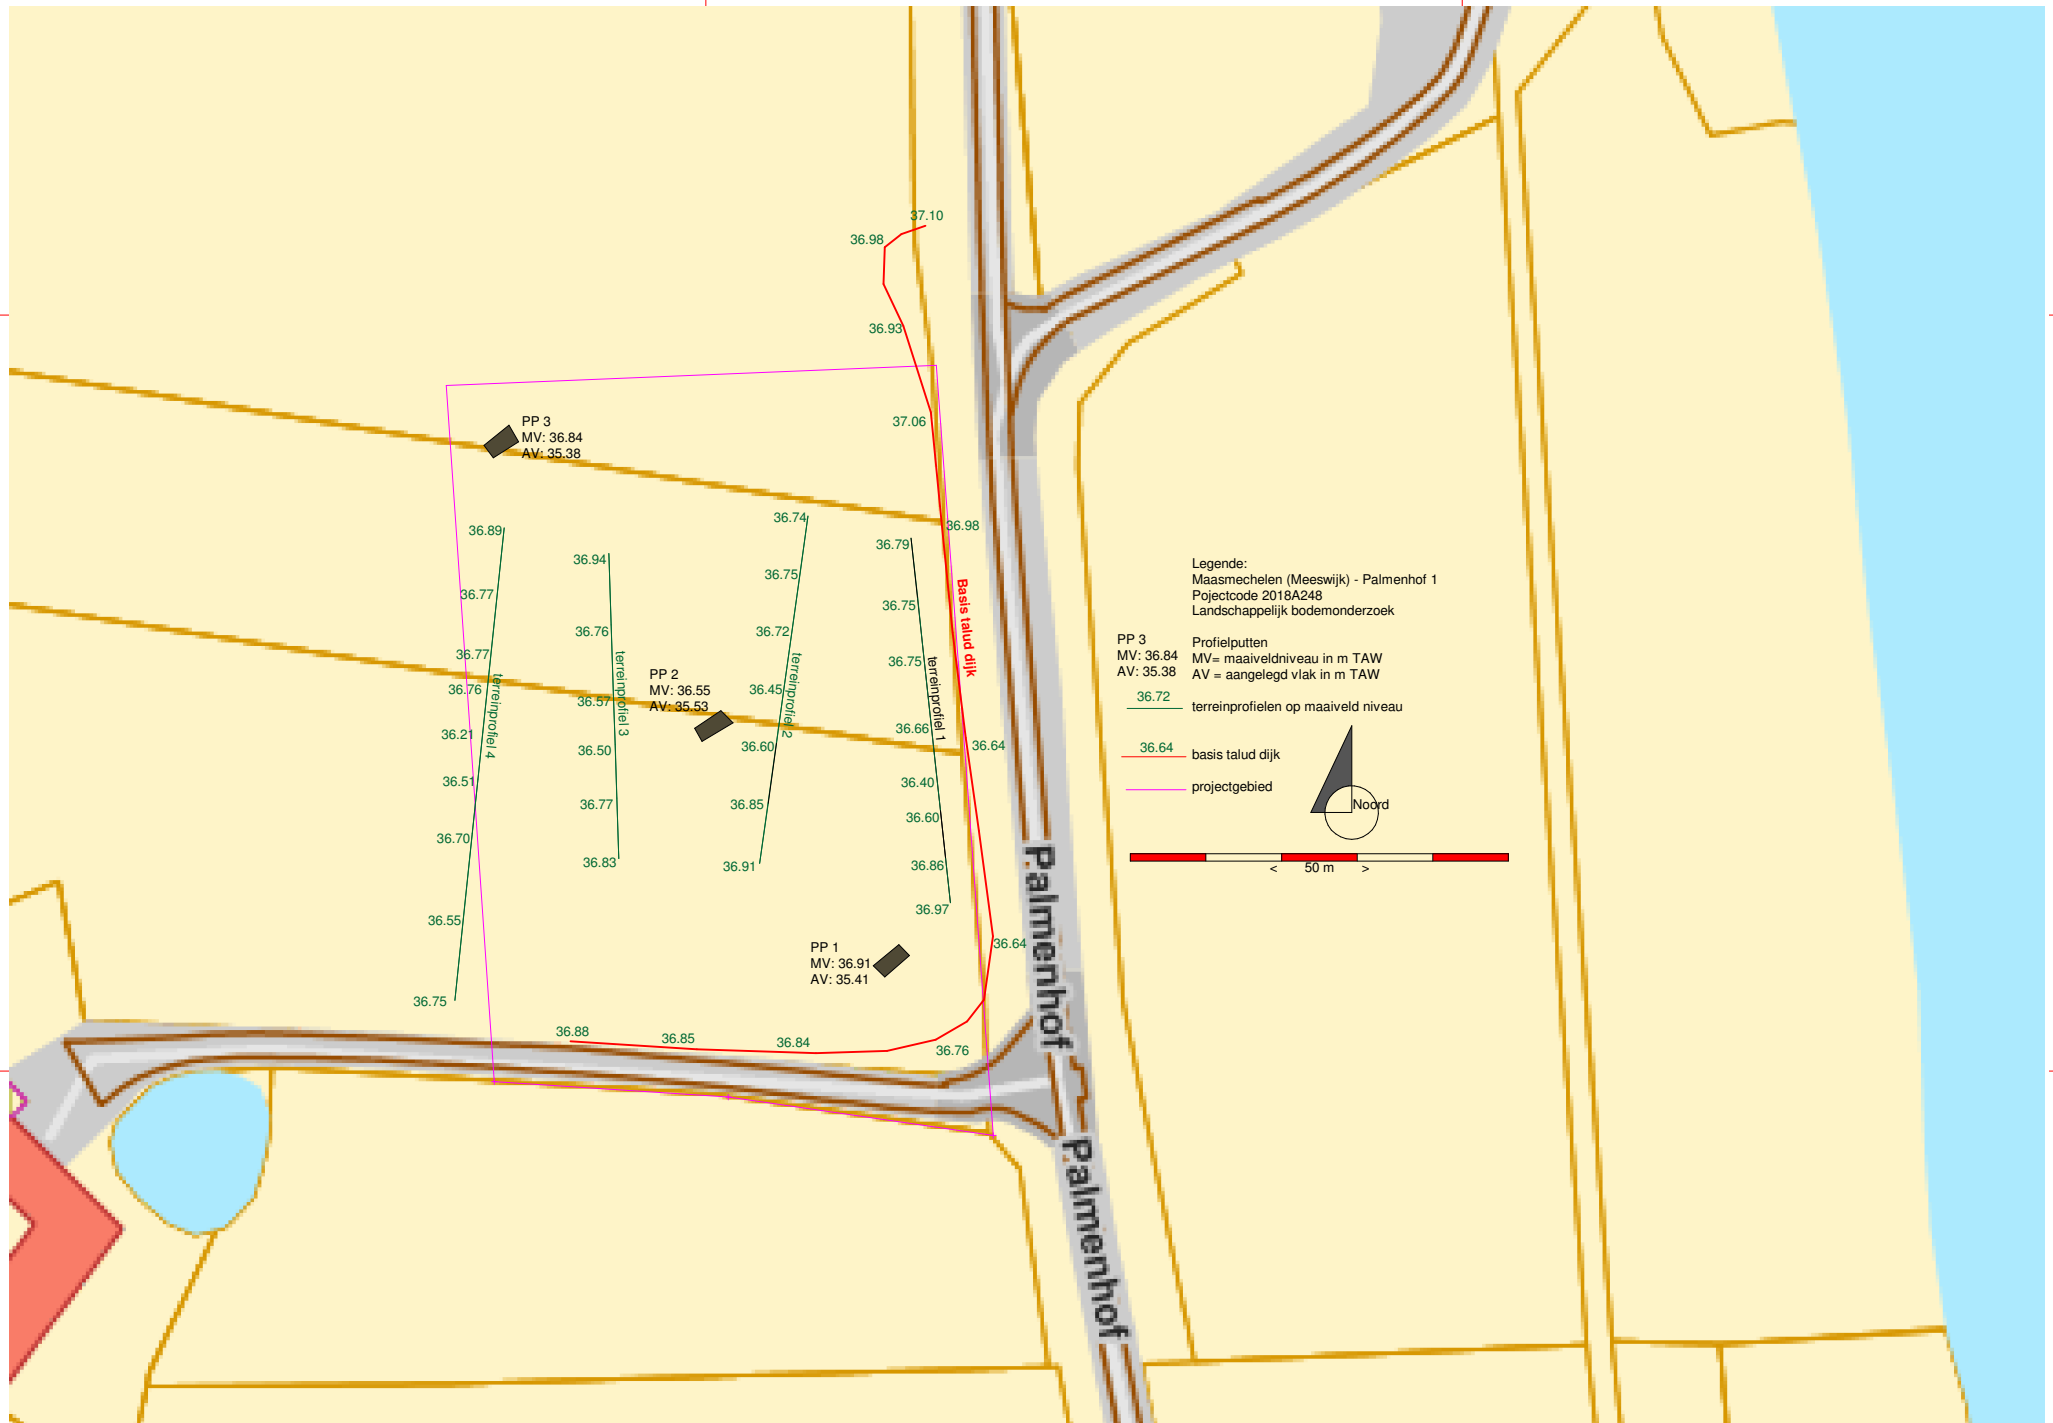 37.10
36.98
36.93
37.06
PP 3
MV: 36.84
AV: 35.38
36.98
36.89
36.77
36.77
36.76
36.21
36.51
36.70
36.55
36.75
terreinprofiel 4
36.94
36.76
36.57
36.50
36.77
36.83
terreinprofiel 3
PP 2
MV: 36.55
AV: 35.53
36.74
36.75
36.72
36.45
36.60
36.85
36.91
terreinprofiel 2
36.79
36.75
36.75
36.66
36.40
36.60
36.86
36.97
terreinprofiel 1
Basis talud dijk
36.64
36.64
PP 1
MV: 36.91
AV: 35.41
36.88
36.85
36.84
36.76
Palmenhof
Palmenhof
Legende:
Maasmechelen (Meeswijk) - Palmenhof 1
Pojectcode 2018A248
Landschappelijk bodemonderzoek
PP 3
MV: 36.84
AV: 35.38
Profielputten
MV= maaiveldniveau in m TAW
AV = aangelegd vlak in m TAW
36.72
terreinprofielen op maaiveld niveau
36.64
basis talud dijk
projectgebied
Noord
< 50 m >